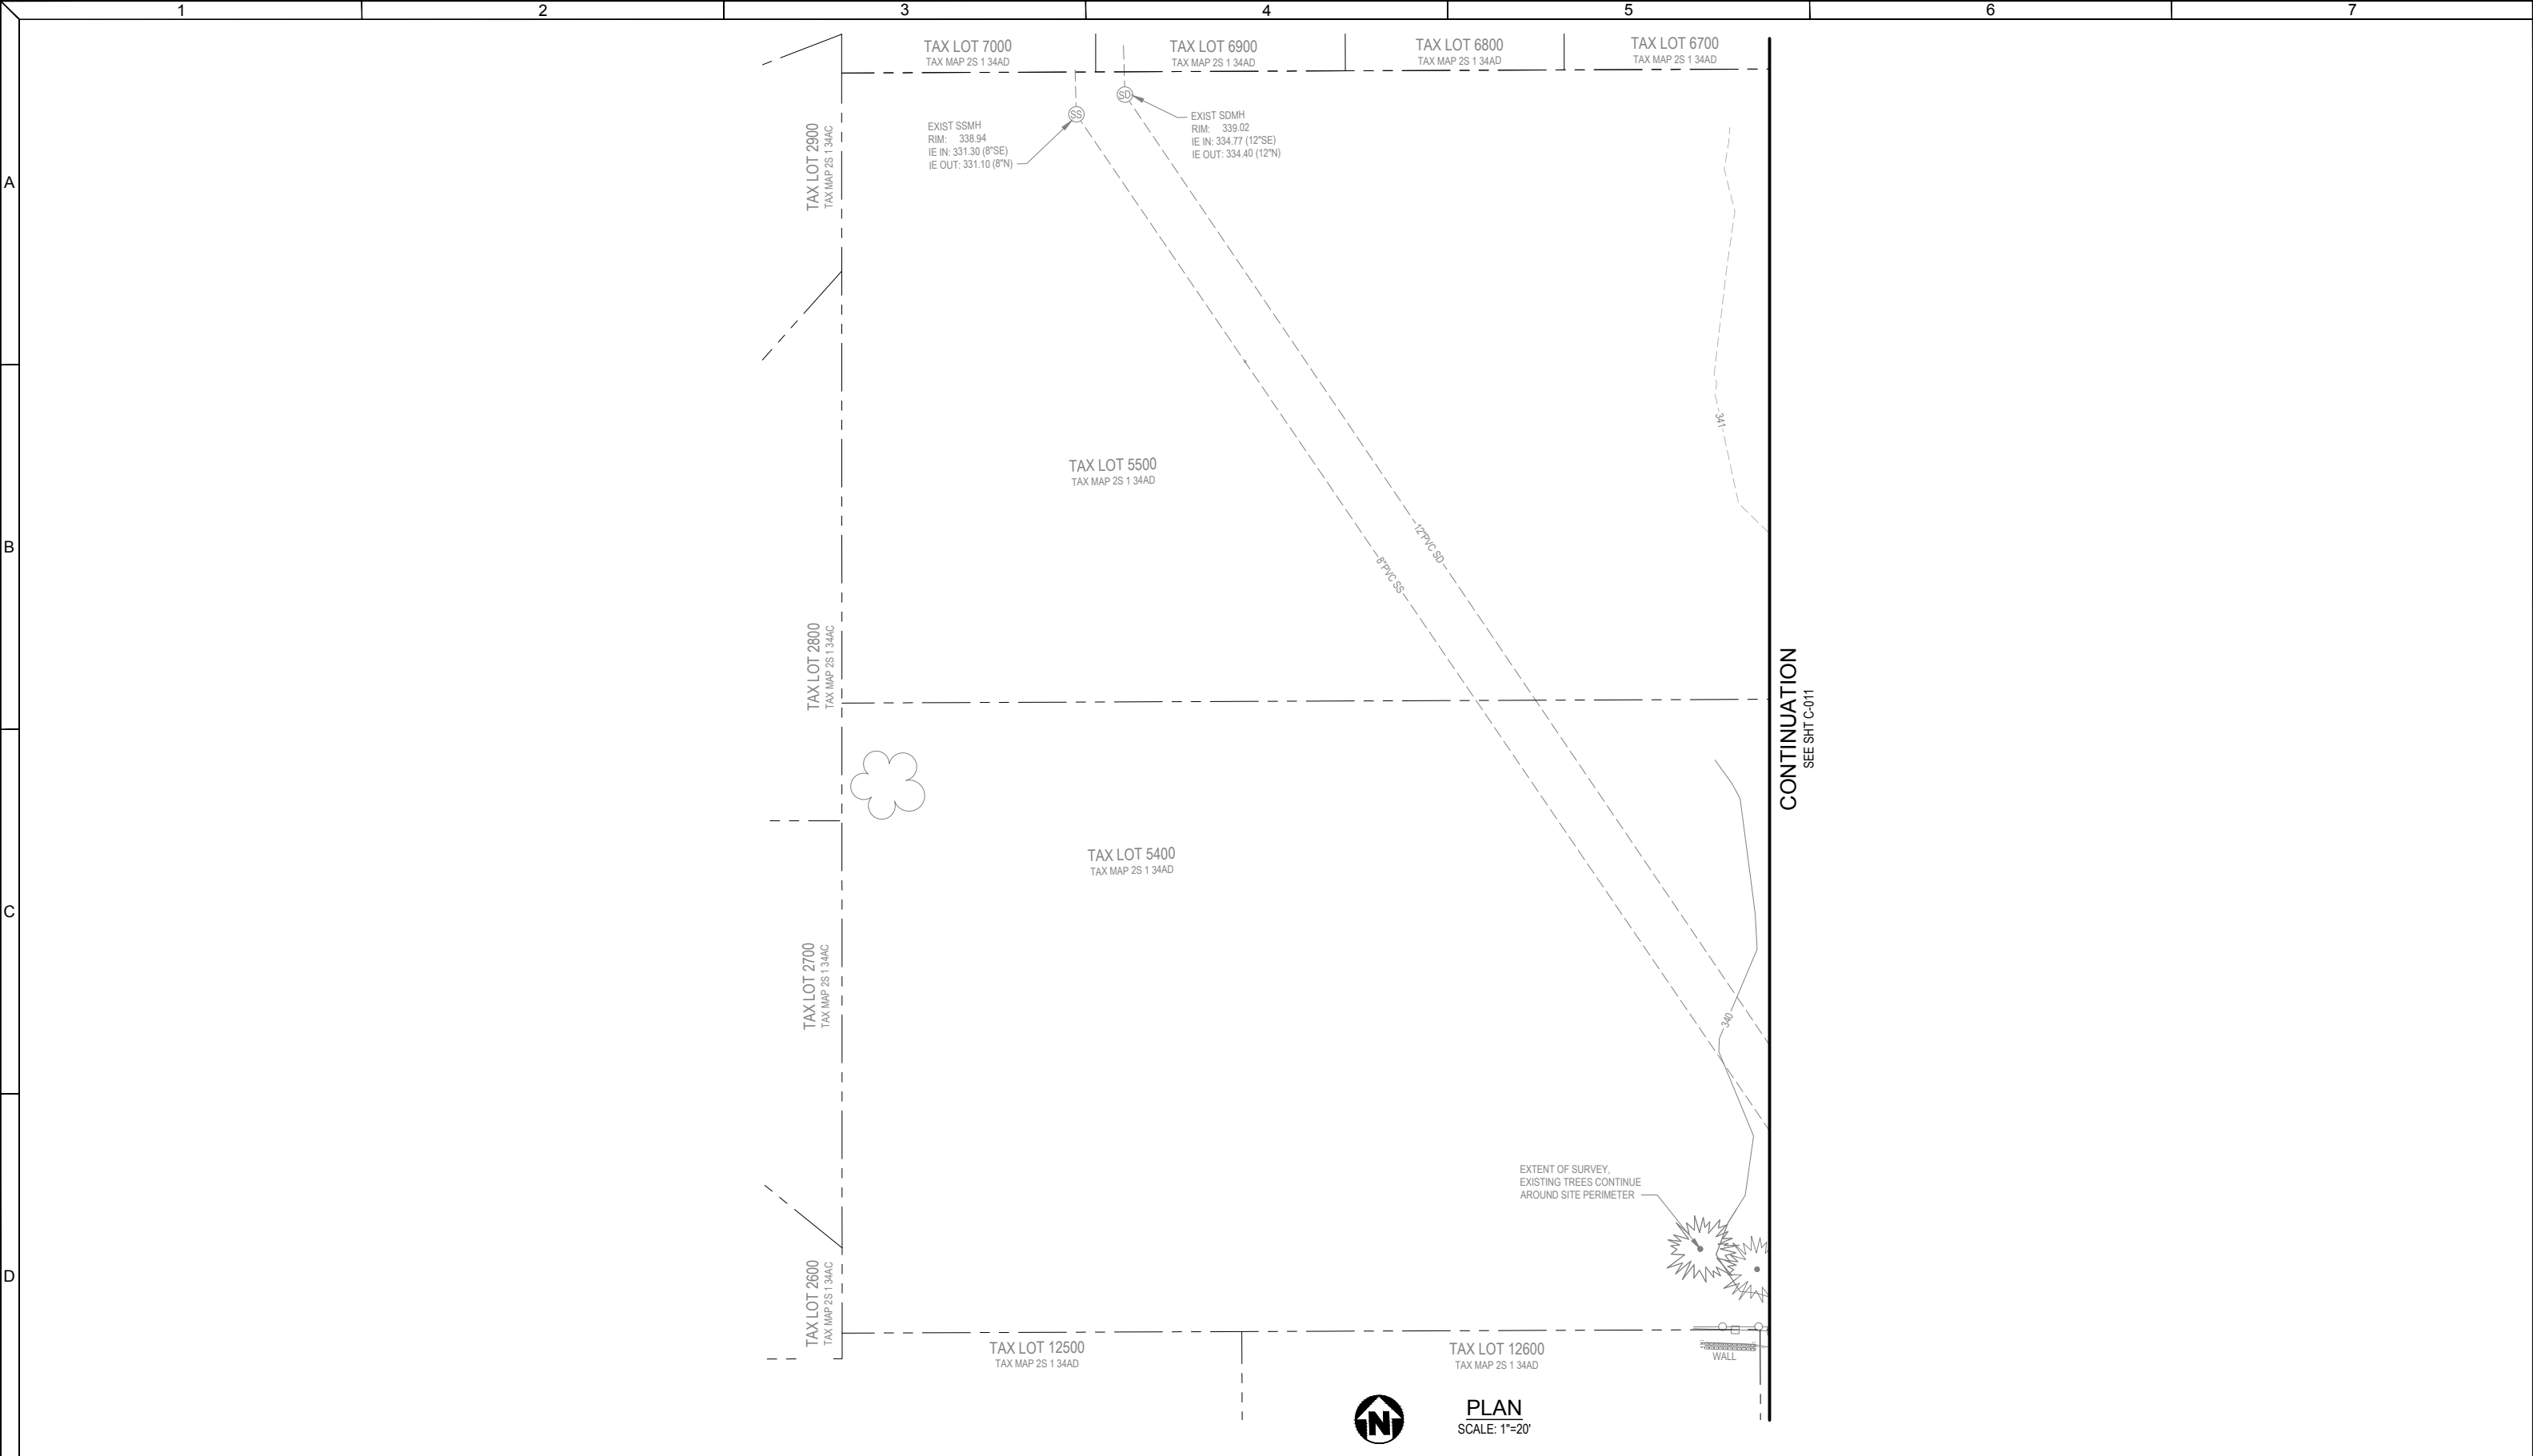 1
2
3
4
5
6
7
A
B
C
D
TAX LOT 7000
TAX MAP 2S 1 34AD
TAX LOT 6900
TAX MAP 2S 1 34AD
TAX LOT 6800
TAX MAP 2S 1 34AD
TAX LOT 6700
TAX MAP 2S 1 34AD
SS
SD
EXIST SSMH
RIM: 338.94
IE IN: 331.30 (8"SE)
IE OUT: 331.10 (8"N)
EXIST SDMH
RIM: 339.02
IE IN: 334.77 (12"SE)
IE OUT: 334.40 (12"N)
TAX LOT 2900
TAX MAP 2S 1 34AC
341
TAX LOT 5500
TAX MAP 2S 1 34AD
12"PVC SD
8"PVC SS
TAX LOT 2800
TAX MAP 2S 1 34AC
CONTINUATION
SEE SHT C-011
TAX LOT 5400
TAX MAP 2S 1 34AD
TAX LOT 2700
TAX MAP 2S 1 34AC
340
EXTENT OF SURVEY,
EXISTING TREES CONTINUE
AROUND SITE PERIMETER
TAX LOT 2600
TAX MAP 2S 1 34AC
TAX LOT 12500
TAX MAP 2S 1 34AD
TAX LOT 12600
TAX MAP 2S 1 34AD
WALL
N
PLAN
SCALE: 1"=20'